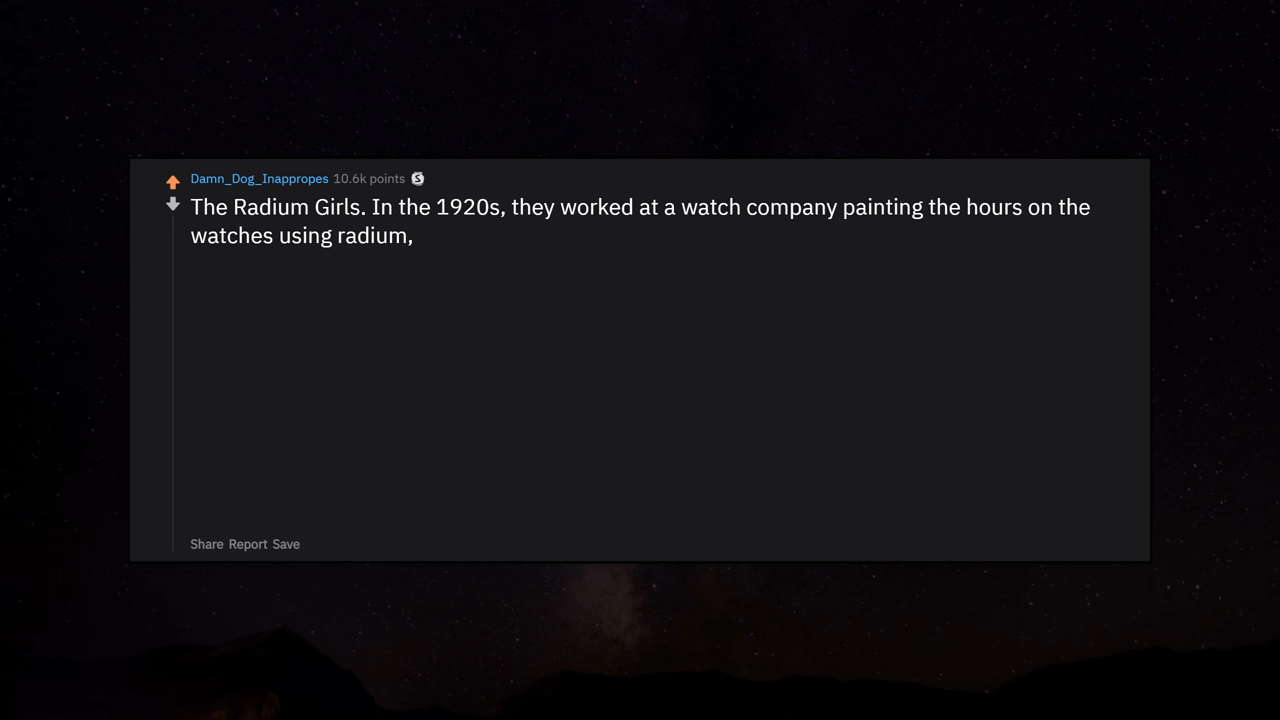 Damn_Dog_Inappropes 10.6k points S
The Radium Girls. In the 1920s, they worked at a watch company painting the hours on the
watches using radium,
Share Report Save